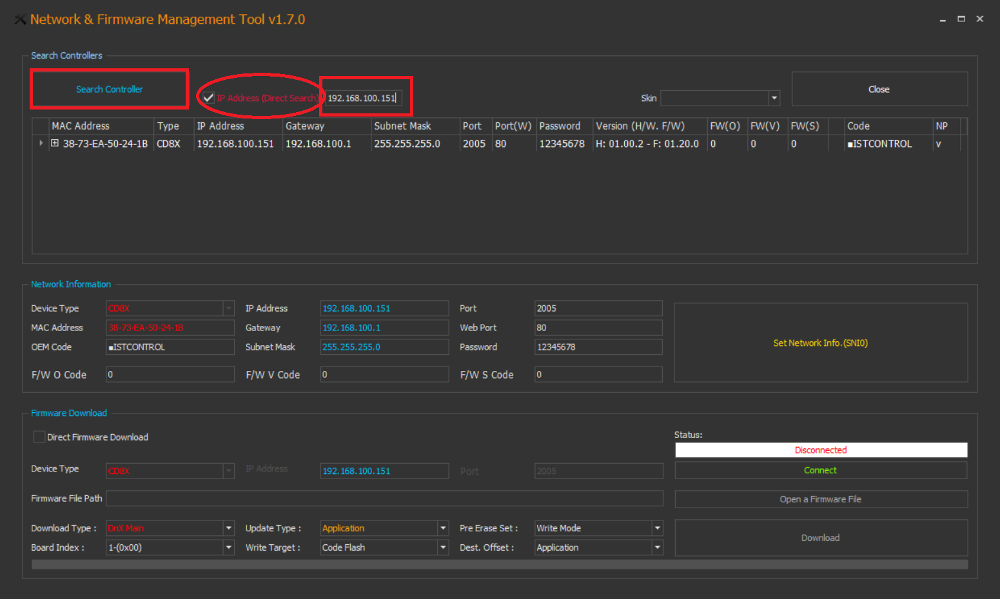 Network & Firmware Management Tool v1.7.0
Search Controllers
Search Controller
IP Address (Direct Search)
192.168.100.151
Skin
Close
MAC Address Type IP Address Gateway Subnet Mask Port Port(W) Password Version (H/W. F/W) FW(O) FW(V) FW(S) Code NP
38-73-EA-50-24-1B CD8X 192.168.100.151 192.168.100.1 255.255.255.0 2005 80 12345678 H: 01.00.2 - F: 01.20.0 0 0 0 ■ISTCONTROL v
Network Information
Device Type CD8X IP Address 192.168.100.151 Port 2005
MAC Address 38-73-EA-50-24-1B Gateway 192.168.100.1 Web Port 80
OEM Code ■ISTCONTROL Subnet Mask 255.255.255.0 Password 12345678
Set Network Info.(SNI0)
F/W O Code 0 F/W V Code 0 F/W S Code 0
Firmware Download
Direct Firmware Download
Status:
Disconnected
Device Type CD8X IP Address 192.168.100.151 Port 2005
Connect
Firmware File Path
Open a Firmware File
Download Type : DnX Main Update Type : Application Pre Erase Set : Write Mode
Download
Board Index : 1-(0x00) Write Target : Code Flash Dest. Offset : Application